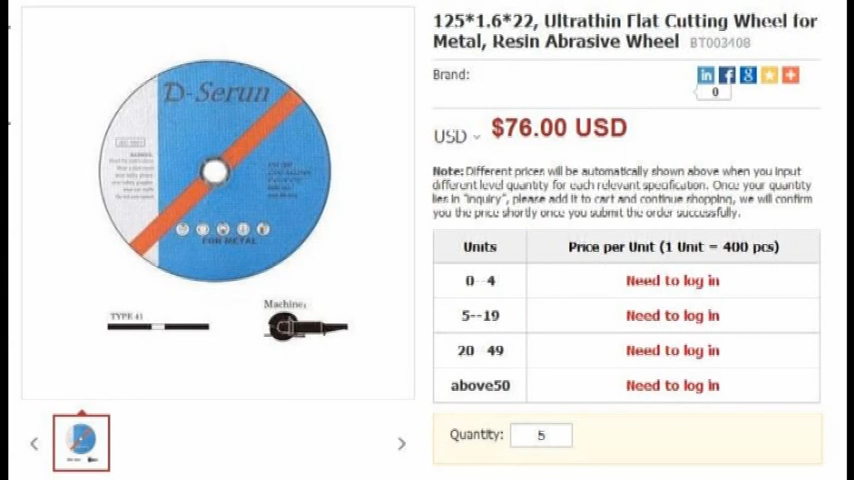 125*1.6*22, Ultrathin Flat Cutting Wheel for
Metal, Resin Abrasive Wheel BT003408
Brand:
0
USD $76.00 USD
Note: Different prices will be automatically shown above when you input
different level quantity for each relevant specification. Once your quantity
lies in "inquiry", please add it to cart and continue shopping, we will confirm
you the price shortly once you submit the order successfully.
Units Price per Unit (1 Unit = 400 pcs)
0--4 Need to log in
5--19 Need to log in
20 49 Need to log in
above50 Need to log in
Quantity: 5
D-Serun
FOR METAL
TYPE 41
Machine: